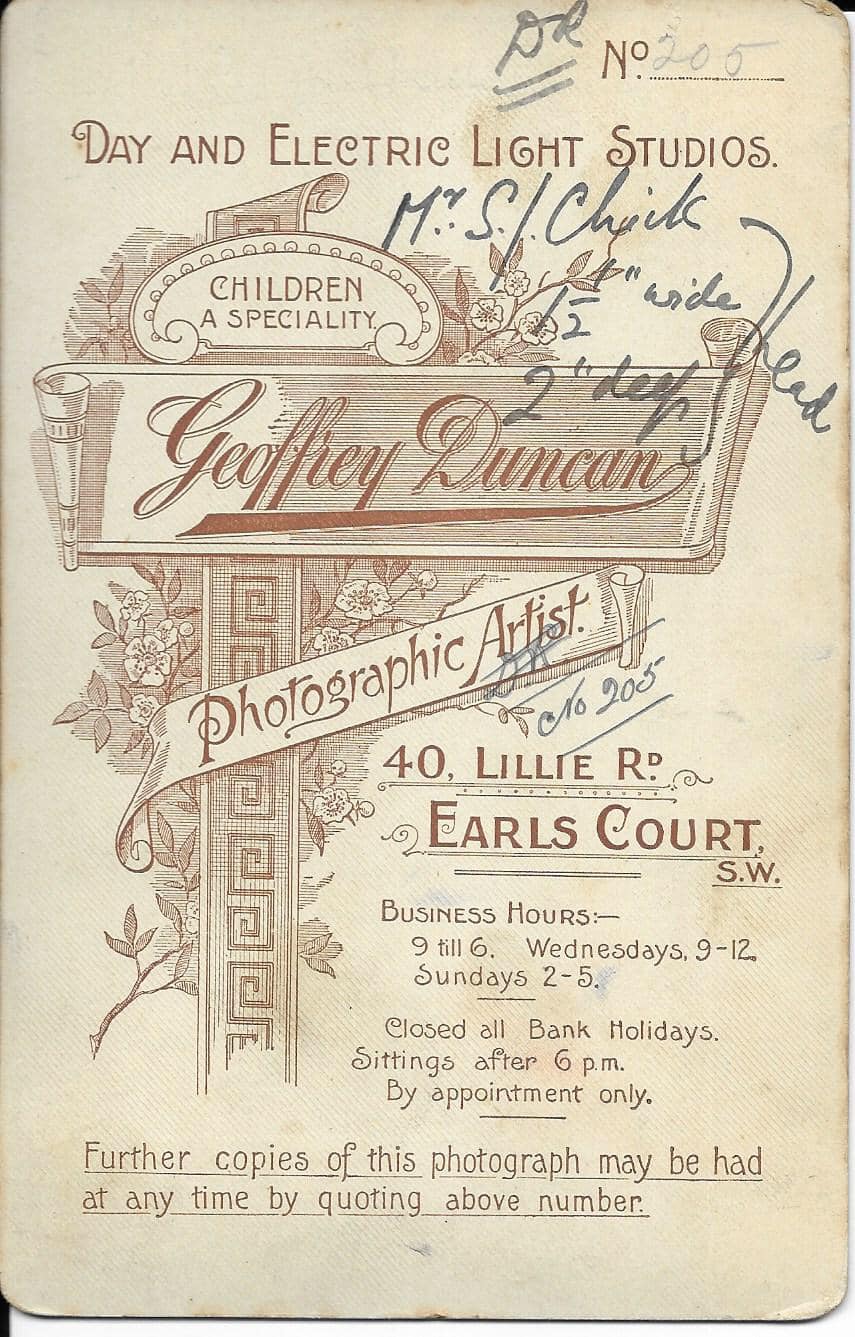 DR
No. 205
DAY AND ELECTRIC LIGHT STUDIOS.
Mr. S. J. Chick
CHILDREN
A SPECIALITY.
1" wide
1/2
2" deep
Head
Geoffrey Duncan
Photographic Artist.
DR
No 205
40, LILLIE RD
EARLS COURT,
S.W.
BUSINESS HOURS:—
9 till 6. Wednesdays, 9-12.
Sundays 2-5.
Closed all Bank Holidays.
Sittings after 6 p.m.
By appointment only.
Further copies of this photograph may be had
at any time by quoting above number.